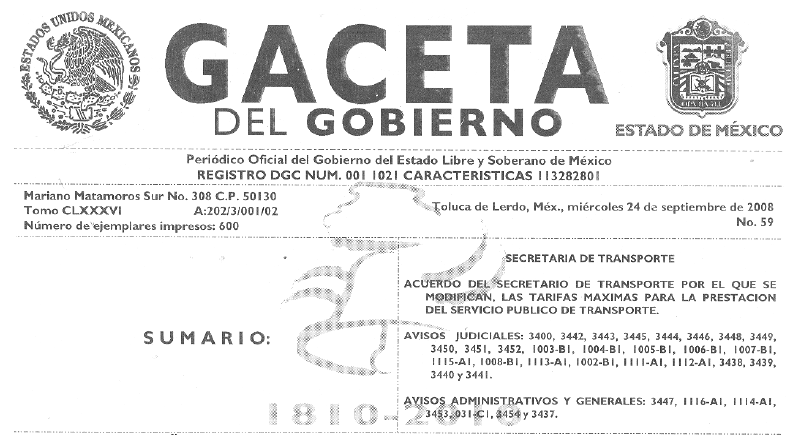 ESTADOS UNIDOS MEXICANOS
GACETA
DEL GOBIERNO
ESTADO DE MÉXICO
Periódico Oficial del Gobierno del Estado Libre y Soberano de México
REGISTRO DGC NUM. 001 1021 CARACTERISTICAS 113282801
Mariano Matamoros Sur No. 308 C.P. 50130
Tomo CLXXXVI A:202/3/001/02
Número de ejemplares impresos: 600
Toluca de Lerdo, Méx., miércoles 24 de septiembre de 2008
No. 59
SUMARIO:
SECRETARIA DE TRANSPORTE
ACUERDO DEL SECRETARIO DE TRANSPORTE POR EL QUE SE
MODIFICAN, LAS TARIFAS MAXIMAS PARA LA PRESTACION
DEL SERVICIO PUBLICO DE TRANSPORTE.
AVISOS JUDICIALES: 3400, 3442, 3443, 3445, 3444, 3446, 3448, 3449,
3450, 3451, 3452, 1003-B1, 1004-B1, 1005-B1, 1006-B1, 1007-B1,
1115-A1, 1008-B1, 1113-A1, 1002-B1, 1111-A1, 1112-A1, 3438, 3439,
3440 y 3441.
AVISOS ADMINISTRATIVOS Y GENERALES: 3447, 1116-A1, 1114-A1,
3453, 031-C1, 3454 y 3437.
1810-2010